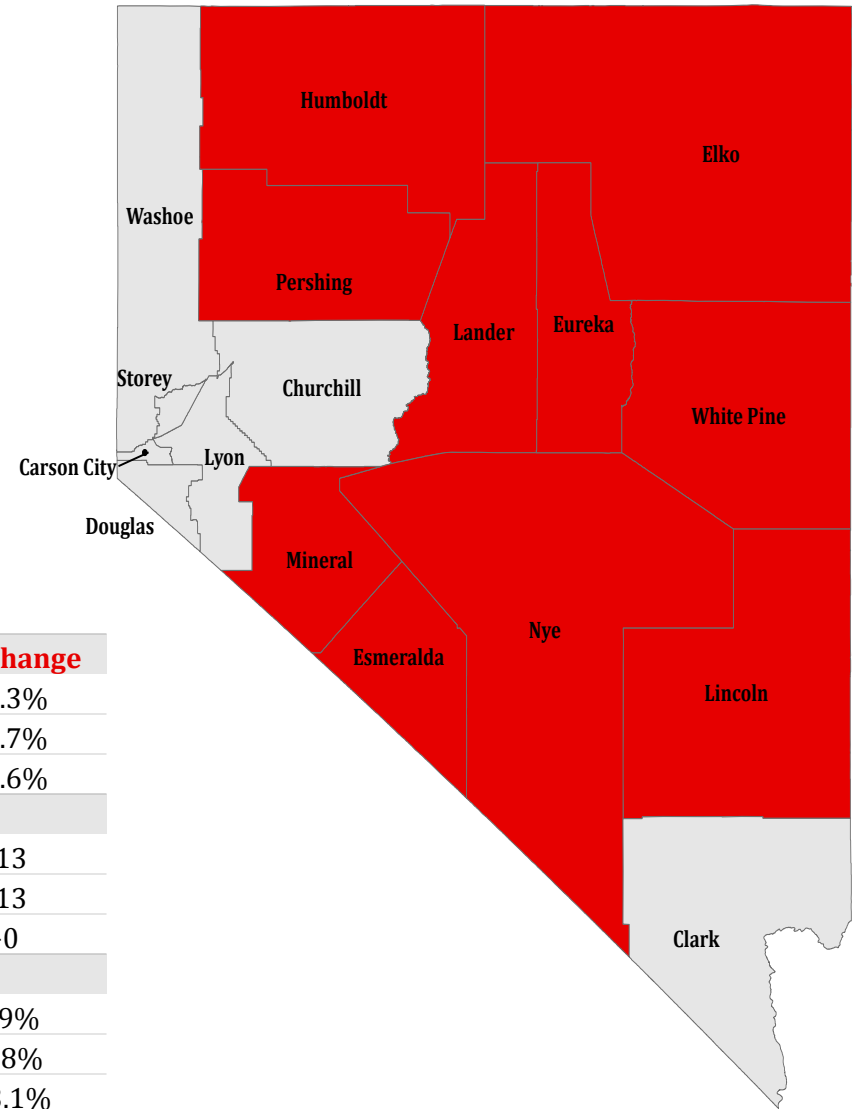 Humboldt
Elko
Washoe
Pershing
Lander
Eureka
Storey
Churchill
White Pine
Lyon
Carson City
Douglas
Mineral
Nye
Esmeralda
Lincoln
Clark
hange
.3%
.7%
.6%
13
13
0
9%
8%
.1%